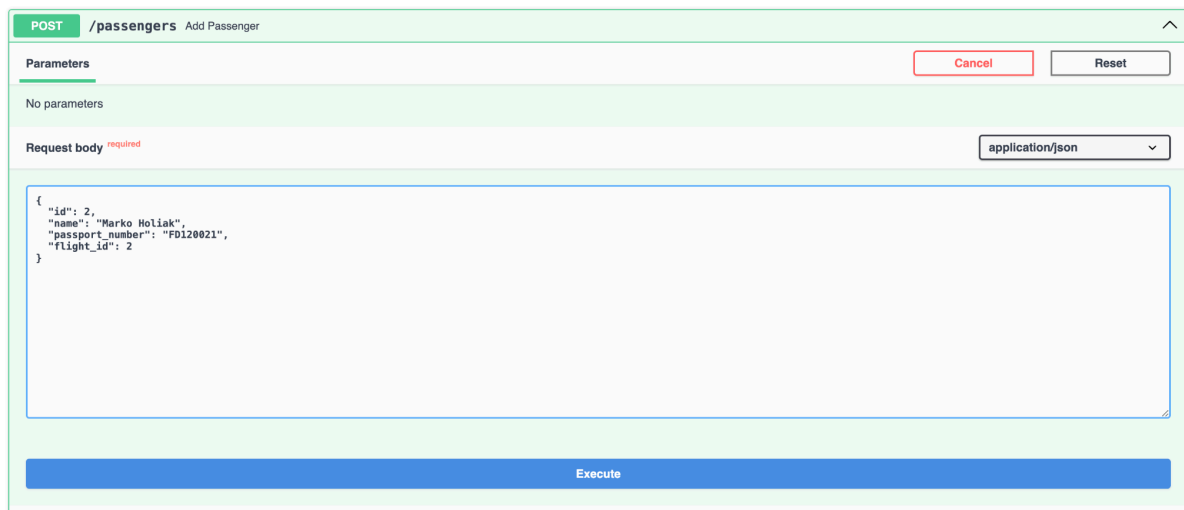 POST /passengers Add Passenger
Parameters
Cancel
Reset
No parameters
Request body required
application/json
{
  "id": 2,
  "name": "Marko Holiak",
  "passport_number": "FD120021",
  "flight_id": 2
}
Execute